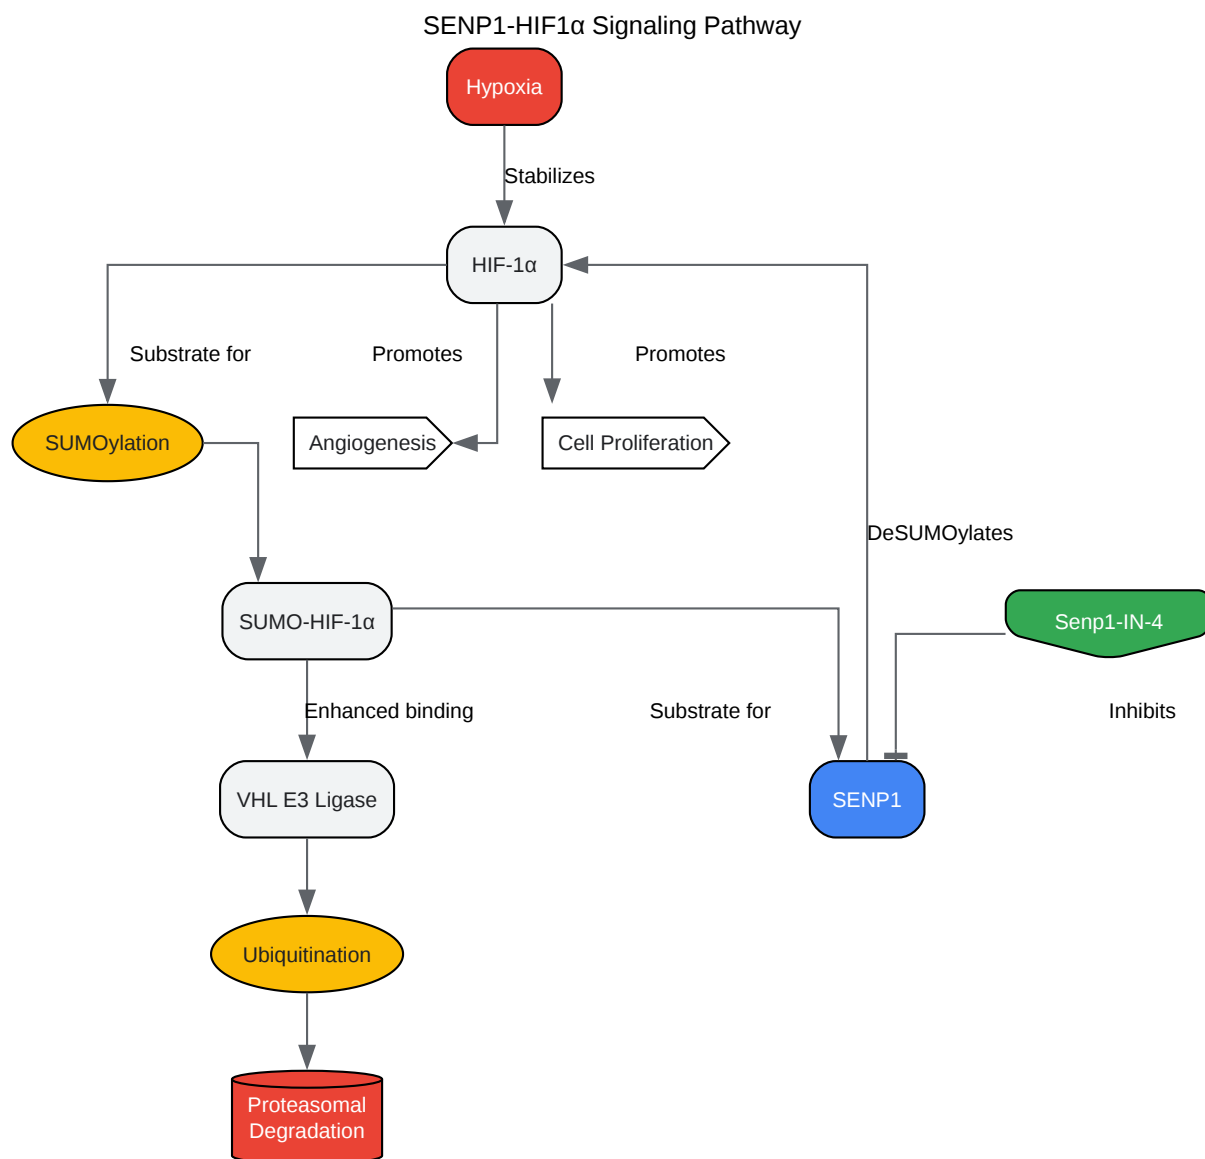 SENP1-HIF1α Signaling Pathway
Hypoxia
Stabilizes
HIF-1α
Substrate for
Promotes
Promotes
SUMOylation
Angiogenesis
Cell Proliferation
DeSUMOylates
SUMO-HIF-1α
Senp1-IN-4
Enhanced binding
Substrate for
Inhibits
VHL E3 Ligase
SENP1
Ubiquitination
Proteasomal
Degradation